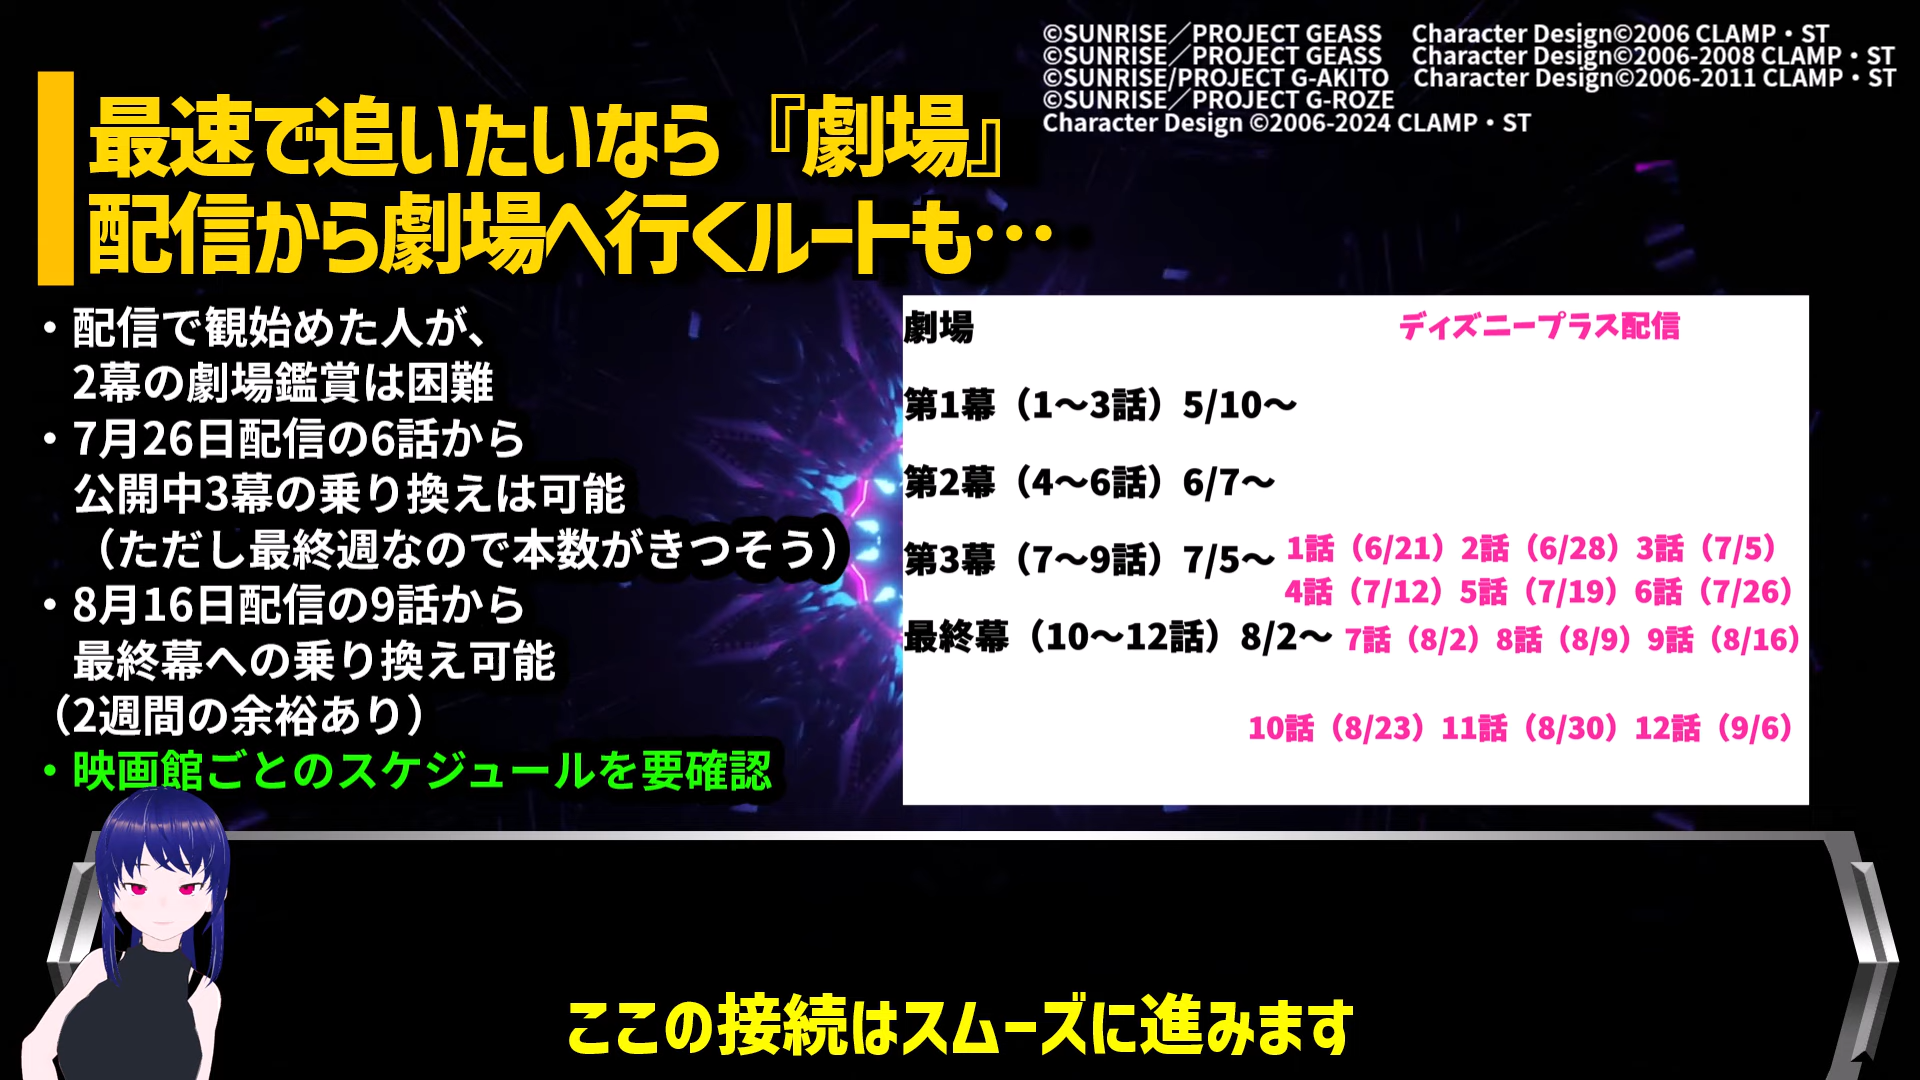 ©SUNRISE／PROJECT GEASS　Character Design©2006 CLAMP・ST
©SUNRISE／PROJECT GEASS　Character Design©2006-2008 CLAMP・ST
©SUNRISE/PROJECT G-AKITO　Character Design©2006-2011 CLAMP・ST
©SUNRISE／PROJECT G-ROZE
Character Design ©2006-2024 CLAMP・ST
最速で追いたいなら『劇場』
配信から劇場へ行くルートも…
・配信で観始めた人が、
2幕の劇場鑑賞は困難
・7月26日配信の6話から
公開中3幕の乗り換えは可能
（ただし最終週なので本数がきつそう）
・8月16日配信の9話から
最終幕への乗り換え可能
（2週間の余裕あり）
・映画館ごとのスケジュールを要確認
劇場　ディズニープラス配信
第1幕（1〜3話）5/10〜
第2幕（4〜6話）6/7〜
第3幕（7〜9話）7/5〜
1話（6/21）2話（6/28）3話（7/5）
4話（7/12）5話（7/19）6話（7/26）
最終幕（10〜12話）8/2〜
7話（8/2）8話（8/9）9話（8/16）
10話（8/23）11話（8/30）12話（9/6）
ここの接続はスムーズに進みます